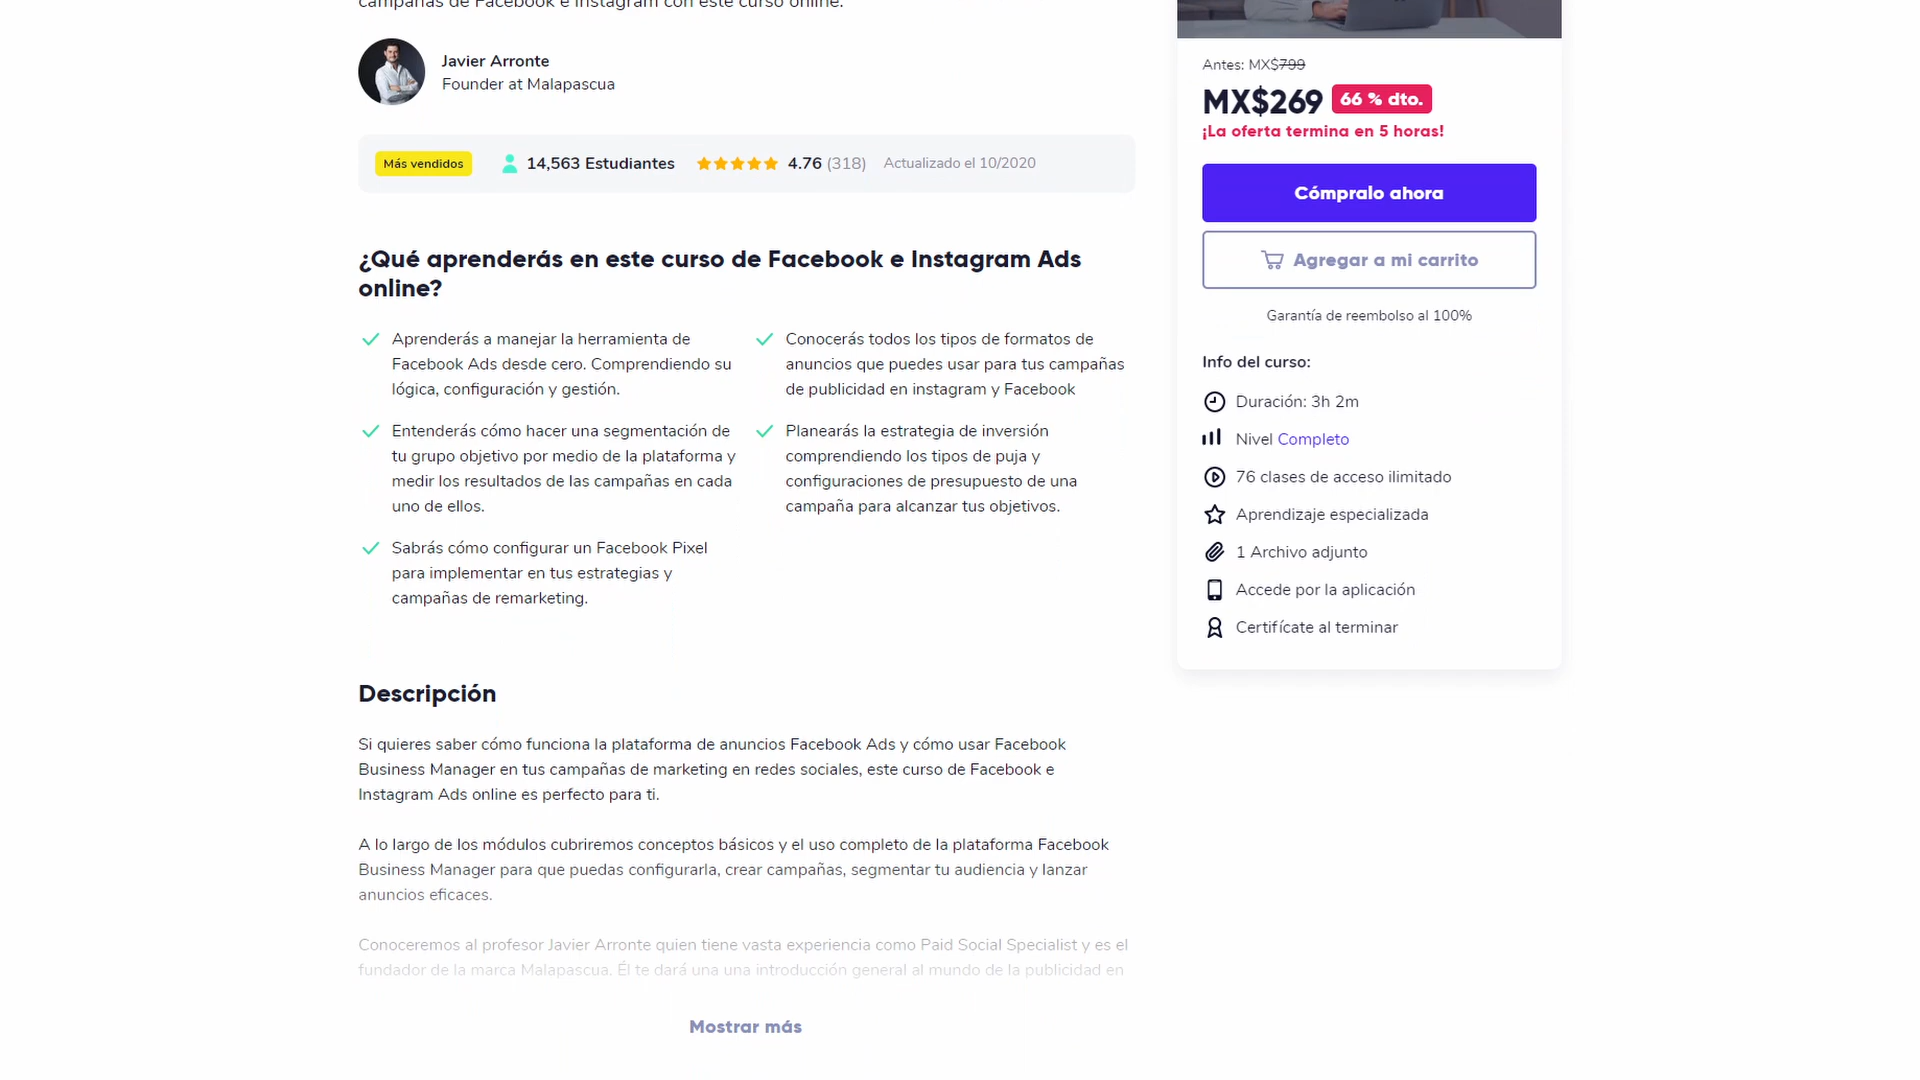 campañas de Facebook e Instagram con este curso online.
Javier Arronte
Founder at Malapascua
Más vendidos
14,563 Estudiantes
4.76 (318)
Actualizado el 10/2020
¿Qué aprenderás en este curso de Facebook e Instagram Ads
online?
Aprenderás a manejar la herramienta de
Facebook Ads desde cero. Comprendiendo su
lógica, configuración y gestión.
Conocerás todos los tipos de formatos de
anuncios que puedes usar para tus campañas
de publicidad en instagram y Facebook
Entenderás cómo hacer una segmentación de
tu grupo objetivo por medio de la plataforma y
medir los resultados de las campañas en cada
uno de ellos.
Planearás la estrategia de inversión
comprendiendo los tipos de puja y
configuraciones de presupuesto de una
campaña para alcanzar tus objetivos.
Sabrás cómo configurar un Facebook Pixel
para implementar en tus estrategias y
campañas de remarketing.
Descripción
Si quieres saber cómo funciona la plataforma de anuncios Facebook Ads y cómo usar Facebook
Business Manager en tus campañas de marketing en redes sociales, este curso de Facebook e
Instagram Ads online es perfecto para ti.
A lo largo de los módulos cubriremos conceptos básicos y el uso completo de la plataforma Facebook
Business Manager para que puedas configurarla, crear campañas, segmentar tu audiencia y lanzar
anuncios eficaces.
Conoceremos al profesor Javier Arronte quien tiene vasta experiencia como Paid Social Specialist y es el
fundador de la marca Malapascua. Él te dará una una introducción general al mundo de la publicidad en
Mostrar más
Antes: MX$799
MX$269 66 % dto.
¡La oferta termina en 5 horas!
Cómpralo ahora
Agregar a mi carrito
Garantía de reembolso al 100%
Info del curso:
Duración: 3h 2m
Nivel Completo
76 clases de acceso ilimitado
Aprendizaje especializada
1 Archivo adjunto
Accede por la aplicación
Certifícate al terminar